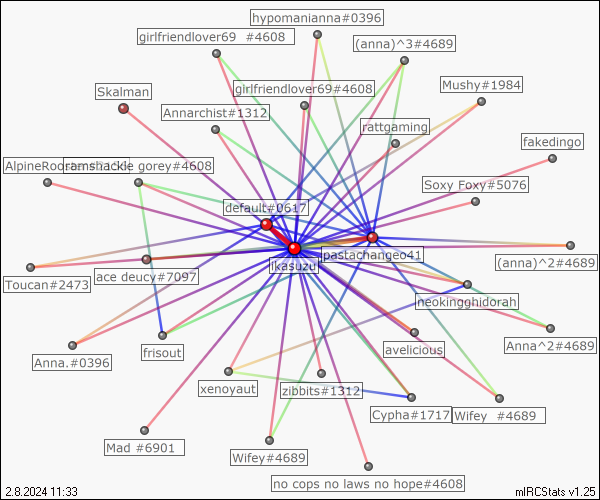 hypomanianna#0396
girlfriendlover69 #4608
(anna)^3#4689
Mushy#1984
Skalman
girlfriendlover69#4608
Annarchist#1312
rattgaming
fakedingo
gorey#4608
Soxy Foxy#5076
default#0617
pastachangeo41
ikasuzu
(anna)^2#4689
ace deucy#7097
Toucan#2473
neokingghidorah
Anna^2#4689
frisout
avelicious
Anna.#0396
xenoyaut
zibbits#1312
Cypha#1717
Wifey #4689
Mad #6901
Wifey#4689
no cops no laws no hope#4608
2.8.2024 11:33
mIRCStats v1.25